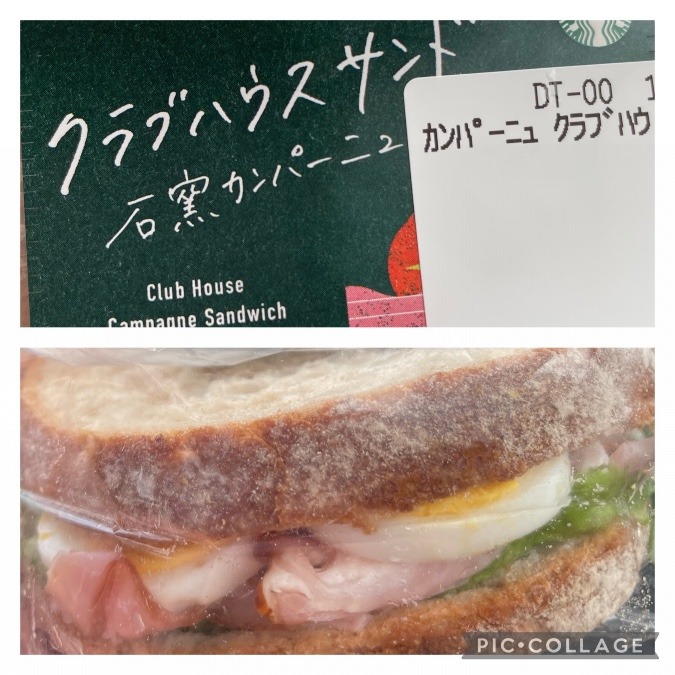 クラブハウスサンド
石窯カンパーニュ
Club House
Campagne Sandwich
DT-00 1
カンパーニュ クラブハウ
PIC•COLLAGE